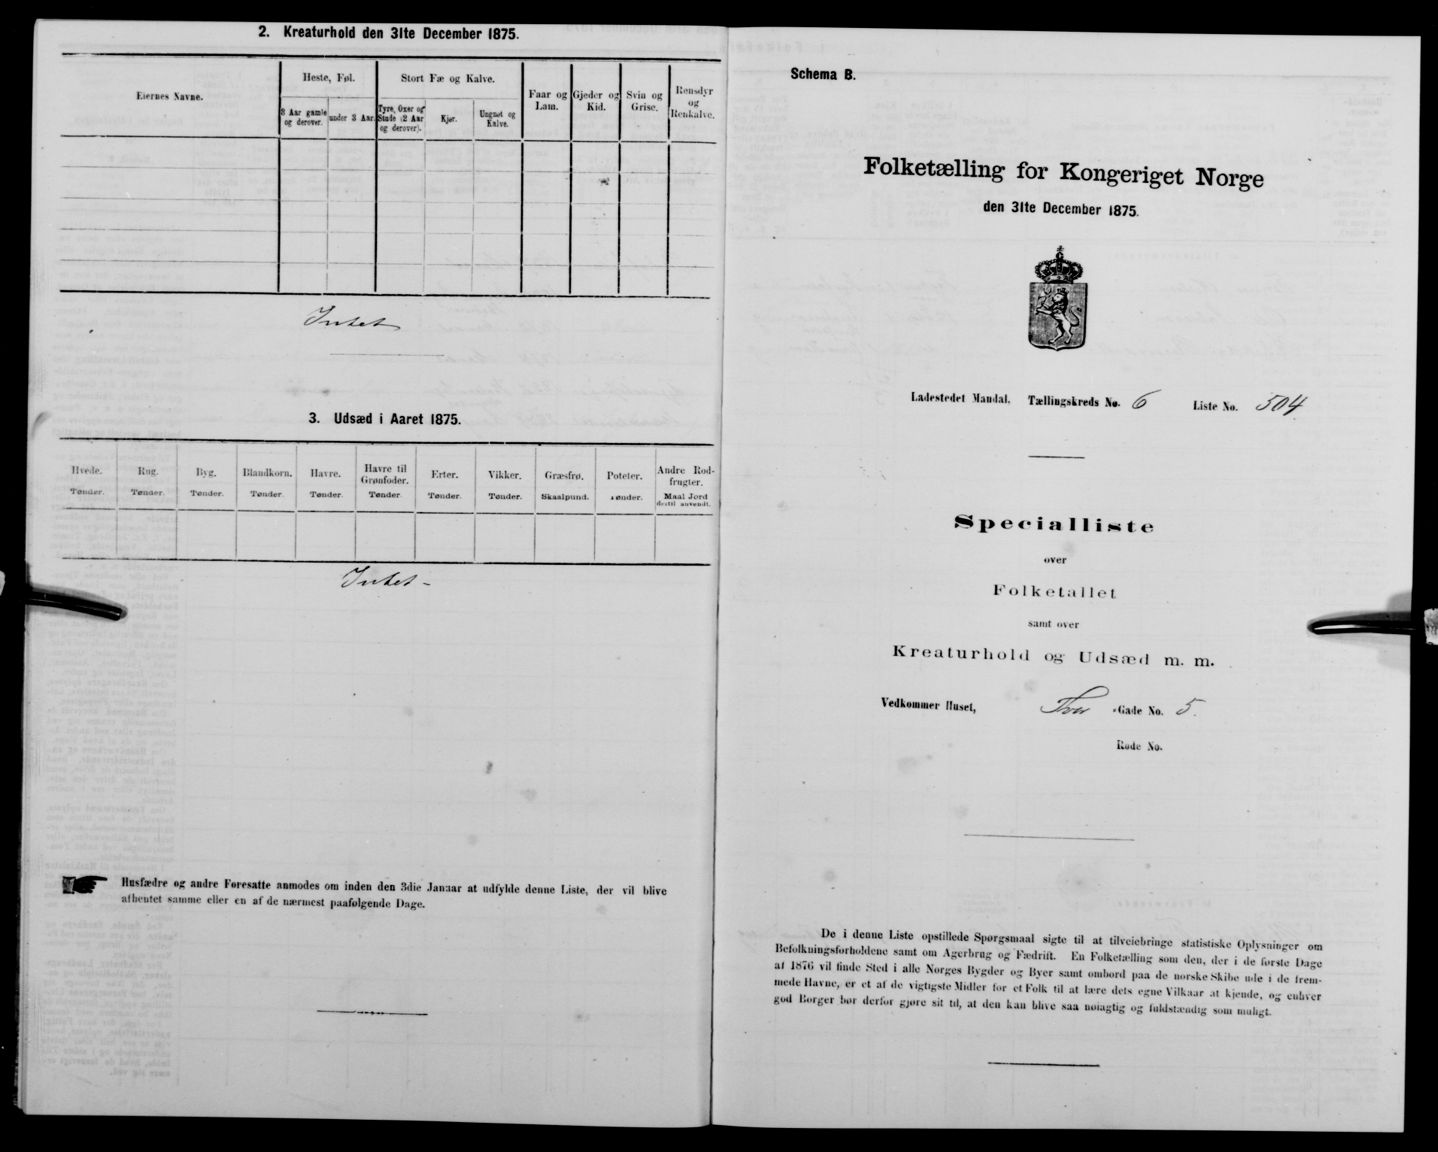 2. Kreaturhold den 31te December 1875.
Eiernes Navne.
Heste, Føl.
Stort Fæ og Kalve.
Faar og Lam.
Gjeder og Kid.
Svin og Grise.
Rensdyr og Renkalve.
3 Aar gamle og derover.
under 3 Aar.
Tyre, Oxer og Stude (2 Aar og derover).
Kjør.
Ungnøt og Kalve.
Intet
3. Udsæd i Aaret 1875.
Hvede. Rug. Byg. Blandkorn. Havre. Havre til Grønfoder. Erter. Vikker. Græsfrø. Poteter. Andre Rodfrugter.
Tønder. Tønder. Tønder. Tønder. Tønder. Tønder. Tønder. Tønder. Skaalpund. Tønder. Maal Jord dertil anvendt.
Intet -
Husfædre og andre Foresatte anmodes om inden den 3die Januar at udfylde denne Liste, der vil blive
afhentet samme eller en af de nærmest paafølgende Dage.
Schema B.
Folketælling for Kongeriget Norge
den 31te December 1875.
Ladestedet Mandal. Tællingskreds No. 6 Liste No. 504
Specialliste
over
Folketallet
samt over
Kreaturhold og Udsæd m. m.
Vedkommer Huset, Tver -Gade No. 5.
Rode No.
De i denne Liste opstillede Spørgsmaal sigte til at tilveiebringe statistiske Oplysninger om
Befolkningsforholdene samt om Agerbrug og Fædrift. En Folketælling som den, der i de første Dage
af 1876 vil finde Sted i alle Norges Bygder og Byer samt ombord paa de norske Skibe ude i de frem-
mede Havne, er et af de vigtigste Midler for et Folk til at lære dets egne Vilkaar at kjende, og enhver
god Borger bør derfor gjøre sit til, at den kan blive saa nøiagtig og fuldstændig som muligt.